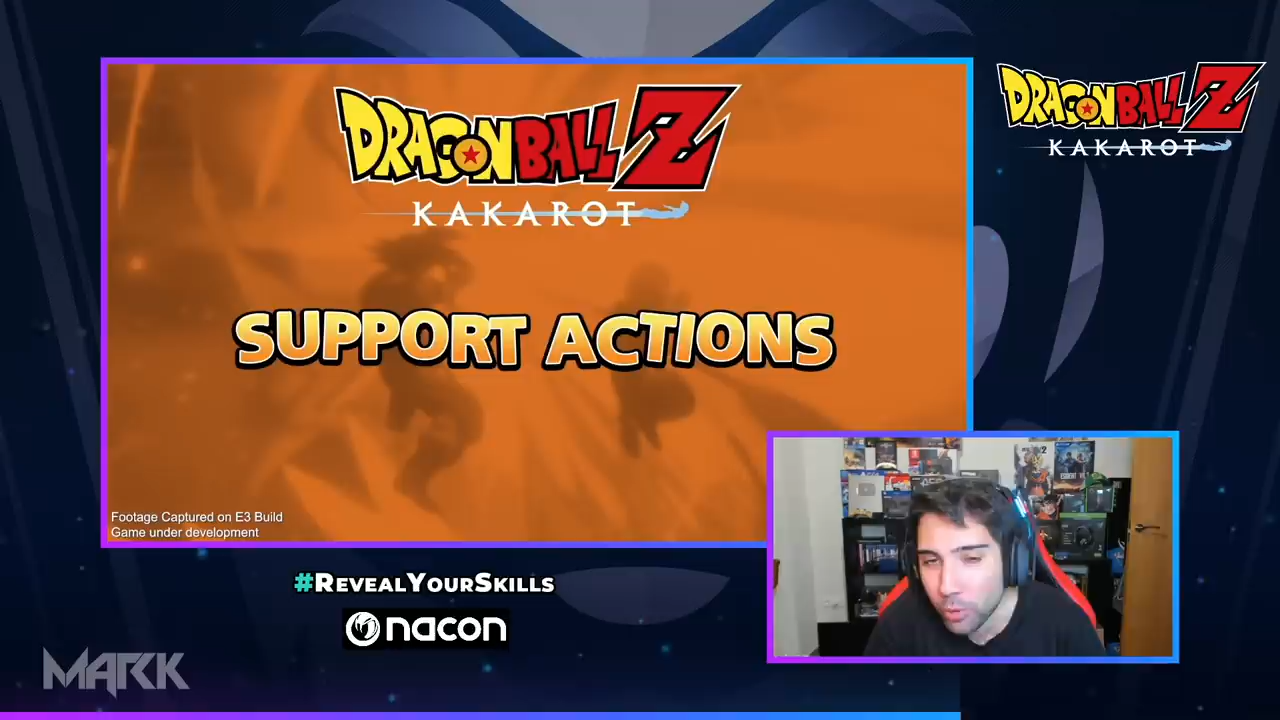 DRAGON BALL Z
KAKAROT
DRAGON BALL Z
KAKAROT
SUPPORT ACTIONS
Footage Captured on E3 Build
Game under development
#REVEALYOURSKILLS
nacon
MARK